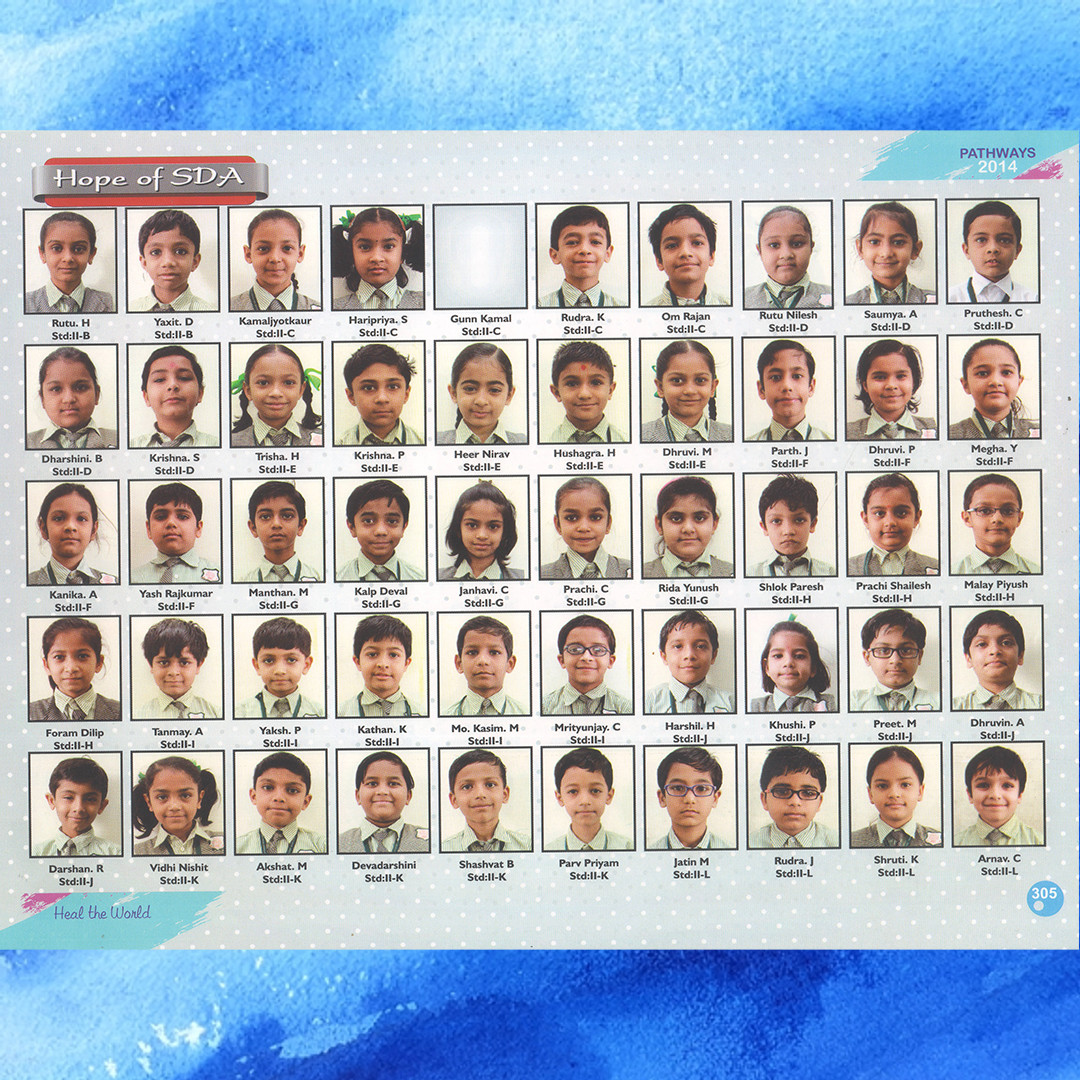 PATHWAYS
2014
Hope of SDA
Rutu. H
Std:II-B
Yaxit. D
Std:II-B
Kamaljyotkaur
Std:II-C
Haripriya. S
Std:II-C
Gunn Kamal
Std:II-C
Rudra. K
Std:II-C
Om Rajan
Std:II-C
Rutu Nilesh
Std:II-D
Saumya. A
Std:II-D
Pruthesh. C
Std:II-D
Dharshini. B
Std:II-D
Krishna. S
Std:II-D
Trisha. H
Std:II-E
Krishna. P
Std:II-E
Heer Nirav
Std:II-E
Hushagra. H
Std:II-E
Dhruvi. M
Std:II-E
Parth. J
Std:II-F
Dhruvi. P
Std:II-F
Megha. Y
Std:II-F
Kanika. A
Std:II-F
Yash Rajkumar
Std:II-F
Manthan. M
Std:II-G
Kalp Deval
Std:II-G
Janhavi. C
Std:II-G
Prachi. C
Std:II-G
Rida Yunush
Std:II-G
Shlok Paresh
Std:II-H
Prachi Shailesh
Std:II-H
Malay Piyush
Std:II-H
Foram Dilip
Std:II-H
Tanmay. A
Std:II-I
Yaksh. P
Std:II-I
Kathan. K
Std:II-I
Mo. Kasim. M
Std:II-I
Mrityunjay. C
Std:II-I
Harshil. H
Std:II-J
Khushi. P
Std:II-J
Preet. M
Std:II-J
Dhruvin. A
Std:II-J
Darshan. R
Std:II-J
Vidhi Nishit
Std:II-K
Akshat. M
Std:II-K
Devadarshini
Std:II-K
Shashvat B
Std:II-K
Parv Priyam
Std:II-K
Jatin M
Std:II-L
Rudra. J
Std:II-L
Shruti. K
Std:II-L
Arnav. C
Std:II-L
Heal the World
305